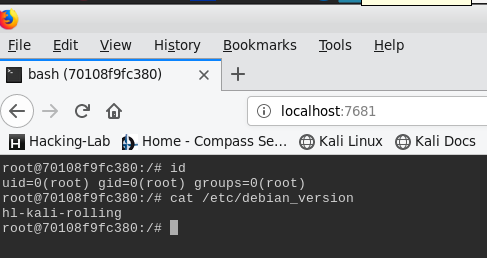 File Edit View History Bookmarks Tools Help
bash (70108f9fc380)
localhost:7681
Hacking-Lab Home - Compass Se... Kali Linux Kali Docs
root@70108f9fc380:/# id
uid=0(root) gid=0(root) groups=0(root)
root@70108f9fc380:/# cat /etc/debian_version
hl-kali-rolling
root@70108f9fc380:/#